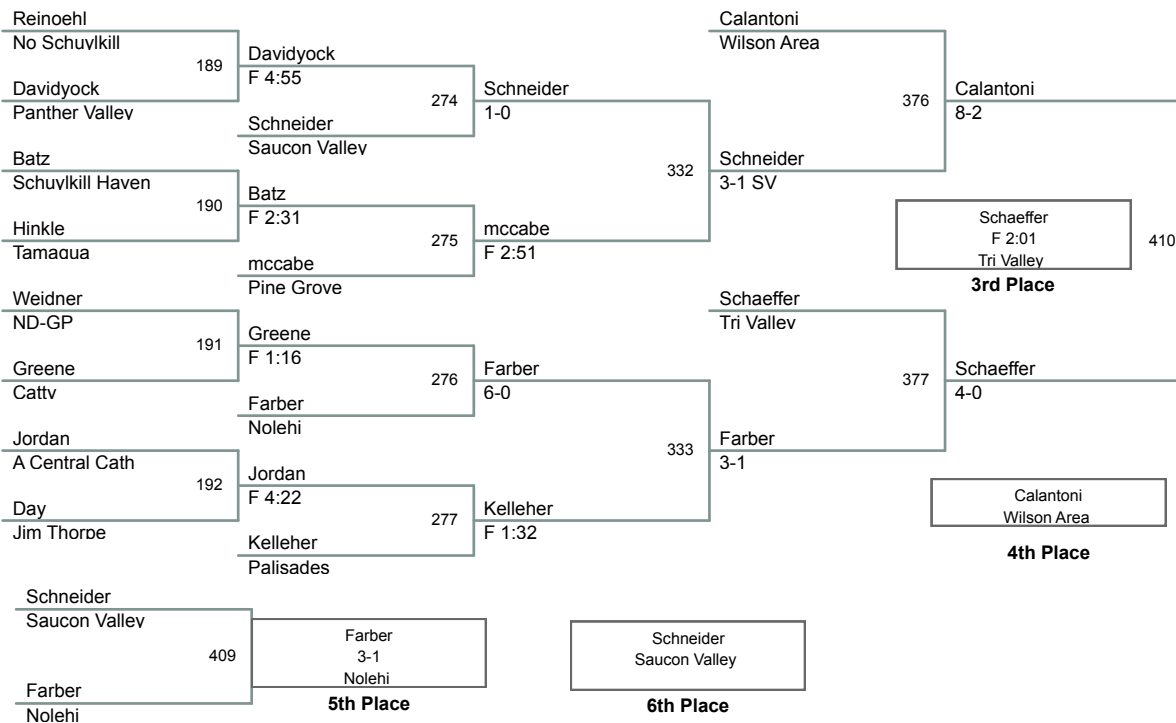 Reinoehl
No Schuylkill
189
Davidyock
Panther Valley
Davidyock
F 4:55
274
Schneider
Saucon Valley
Batz
Schuylkill Haven
190
Hinkle
Tamaqua
Batz
F 2:31
275
mccabe
Pine Grove
Schneider
1-0
332
mccabe
F 2:51
Weidner
ND-GP
191
Greene
Catty
Greene
F 1:16
276
Farber
Nolehi
Jordan
A Central Cath
192
Day
Jim Thorpe
Jordan
F 4:22
277
Kelleher
Palisades
Farber
6-0
333
Kelleher
F 1:32
Calantoni
Wilson Area
376
Schneider
3-1 SV
Calantoni
8-2
Schaeffer
F 2:01
Tri Valley
410
3rd Place
Schaeffer
Tri Valley
377
Farber
3-1
Schaeffer
4-0
Calantoni
Wilson Area
4th Place
Schneider
Saucon Valley
409
Farber
Nolehi
Farber
3-1
Nolehi
5th Place
Schneider
Saucon Valley
6th Place